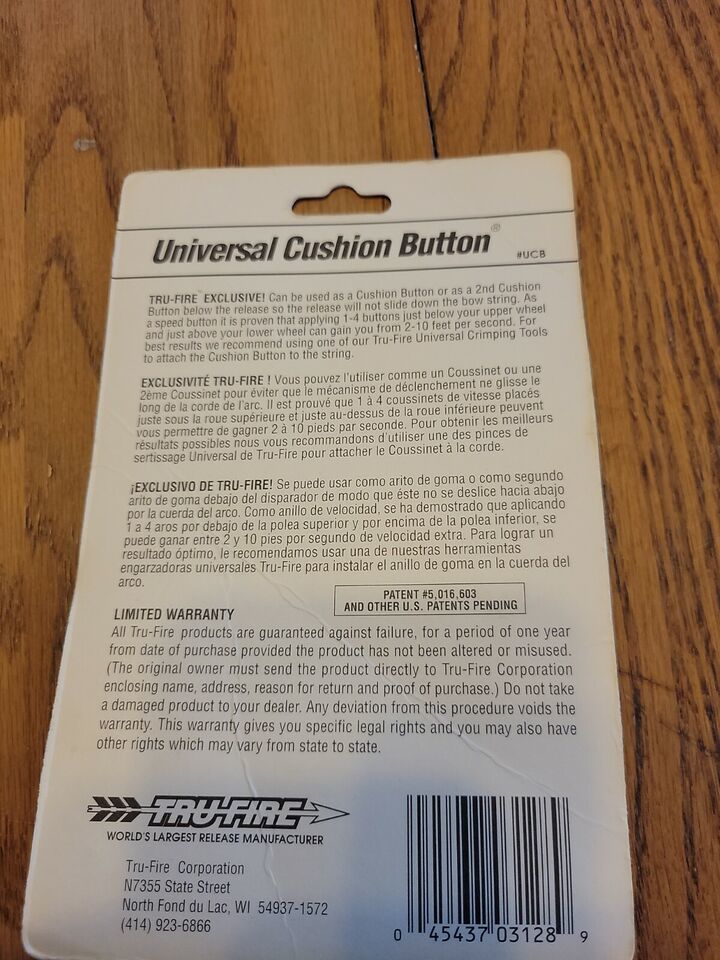 Universal Cushion Button® #UCB
TRU-FIRE™ EXCLUSIVE! Can be used as a Cushion Button or as a 2nd Cushion
Button below the release so the release will not slide down the bow string. As
a speed button it is proven that applying 1-4 buttons just below your upper wheel
and just above your lower wheel can gain you from 2-10 feet per second. For
best results we recommend using one of our Tru-Fire Universal Crimping Tools
to attach the Cushion Button to the string.
EXCLUSIVITÉ TRU-FIRE ! Vous pouvez l'utiliser comme un Coussinet ou une
2ème Coussinet pour éviter que le mécanisme de déclenchement ne glisse le
long de la corde de l'arc. Il est prouvé que 1 à 4 coussinets de vitesse placés
juste sous la roue supérieure et juste au-dessus de la roue inférieure peuvent
vous permettre de gagner 2 à 10 pieds par seconde. Pour obtenir les meilleurs
résultats possibles nous vous recommandons d'utiliser une des pinces de
sertissage Universal de Tru-Fire pour attacher le Coussinet à la corde.
¡EXCLUSIVO DE TRU-FIRE! Se puede usar como arito de goma o como segundo
arito de goma debajo del disparador de modo que éste no se deslice hacia abajo
por la cuerda del arco. Como anillo de velocidad, se ha demostrado que aplicando
1 a 4 aros por debajo de la polea superior y por encima de la polea inferior, se
puede ganar entre 2 y 10 pies por segundo de velocidad extra. Para lograr un
resultado óptimo, le recomendamos usar una de nuestras herramientas
engarzadoras universales Tru-Fire para instalar el anillo de goma en la cuerda del
arco.
PATENT #5,016,603
AND OTHER U.S. PATENTS PENDING
LIMITED WARRANTY
All Tru-Fire products are guaranteed against failure, for a period of one year
from date of purchase provided the product has not been altered or misused.
(The original owner must send the product directly to Tru-Fire Corporation
enclosing name, address, reason for return and proof of purchase.) Do not take
a damaged product to your dealer. Any deviation from this procedure voids the
warranty. This warranty gives you specific legal rights and you may also have
other rights which may vary from state to state.
TRU-FIRE
WORLD'S LARGEST RELEASE MANUFACTURER
Tru-Fire Corporation
N7355 State Street
North Fond du Lac, WI 54937-1572
(414) 923-6866
0 45437 03128 9